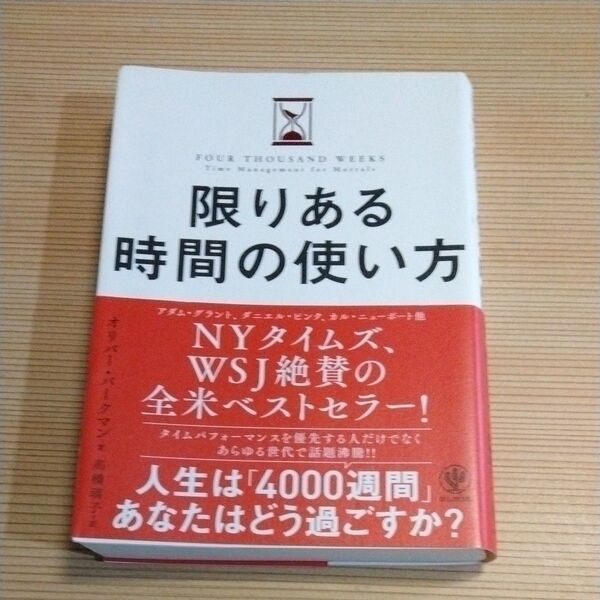 FOUR THOUSAND WEEKS
Time Management for Mortals
限りある
時間の使い方
アダム・グラント、ダニエル・ピンク、カル・ニューポート他
NYタイムズ、
WSJ絶賛の
全米ベストセラー!
タイムパフォーマンスを優先する人だけでなく
あらゆる世代で話題沸騰!!
人生は「4000週間」
あなたはどう過ごすか?
オリバー・バークマン 著
高橋璃子 訳